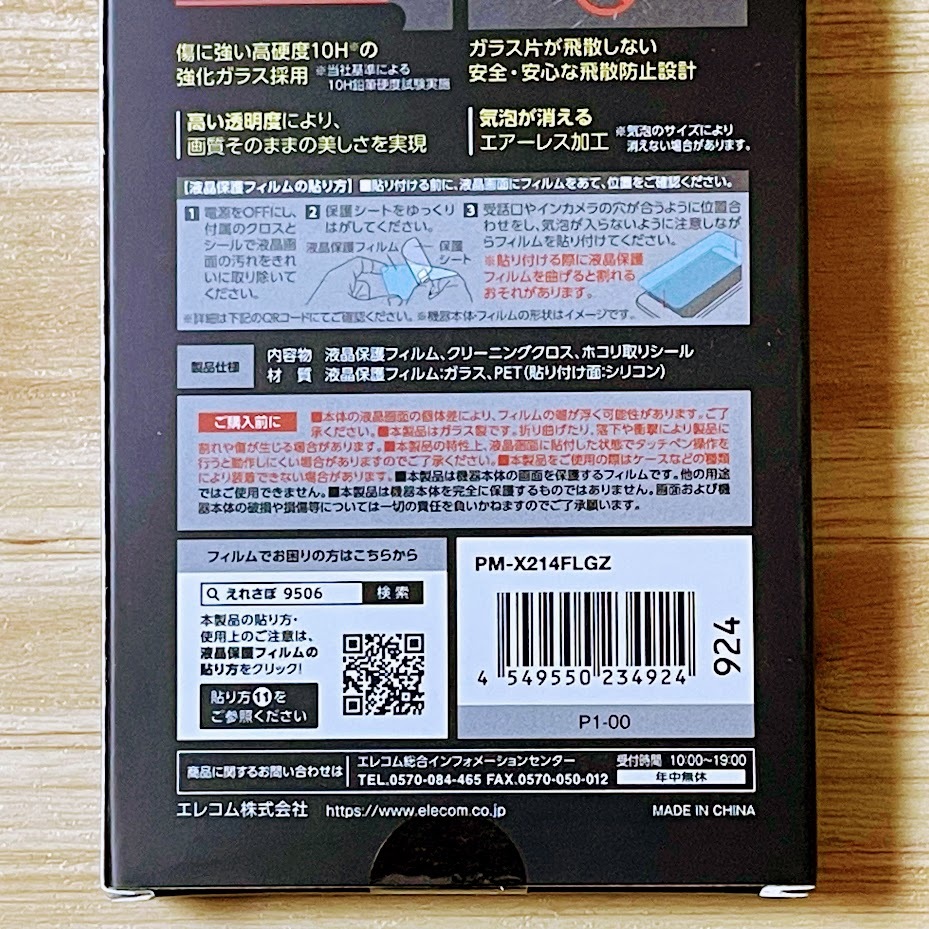 傷に強い高硬度10H※の
強化ガラス採用 ※当社基準による
10H鉛筆硬度試験実施
ガラス片が飛散しない
安全・安心な飛散防止設計
高い透明度により、
画質そのままの美しさを実現
気泡が消える
エアーレス加工 ※気泡のサイズにより
消えない場合があります。
【液晶保護フィルムの貼り方】 ■貼り付ける前に、液晶画面にフィルムをあて、位置をご確認ください。
1 電源をOFFにし、
付属のクロスと
シールで液晶画
面の汚れをきれ
いに取り除いて
ください。
2 保護シートをゆっくり
はがしてください。
液晶保護フィルム
保護
シート
3 受話口やインカメラの穴が合うように位置合
わせをし、気泡が入らないように注意しなが
らフィルムを貼り付けてください。
※貼り付ける際に液晶保護
フィルムを曲げると割れる
おそれがあります。
※詳細は下記のQRコードにてご確認ください。 ※機器本体・フィルムの形状はイメージです。
製品仕様
内容物 液晶保護フィルム、クリーニングクロス、ホコリ取りシール
材 質 液晶保護フィルム:ガラス、PET(貼り付け面:シリコン)
ご購入前に
■本体の液晶画面の個体差により、フィルムの端が浮く可能性があります。ご了
承ください。■本製品はガラス製です。折り曲げたり、落下や衝撃により製品に
割れや傷が生じる場合があります。■本製品の特性上、液晶画面に貼付した状態でタッチペン操作を
行うと動作しにくい場合がありますのでご了承ください。■本製品をご使用の際はケースなどの種類
により装着できない場合があります。■本製品は機器本体の画面を保護するフィルムです。他の用途
ではご使用できません。■本製品は機器本体を完全に保護するものではありません。画面および機
器本体の破損や損傷等については一切の責任を負いかねますのでご了承願います。
フィルムでお困りの方はこちらから
えれさぽ 9506 検索
本製品の貼り方・
使用上のご注意は、
液晶保護フィルムの
貼り方をクリック!
貼り方⑪を
ご参照ください
PM-X214FLGZ
4 549550 234924
924
P1-00
商品に関するお問い合わせは
エレコム総合インフォメーションセンター
TEL.0570-084-465 FAX.0570-050-012
受付時間 10:00~19:00
年中無休
エレコム株式会社 https://www.elecom.co.jp
MADE IN CHINA